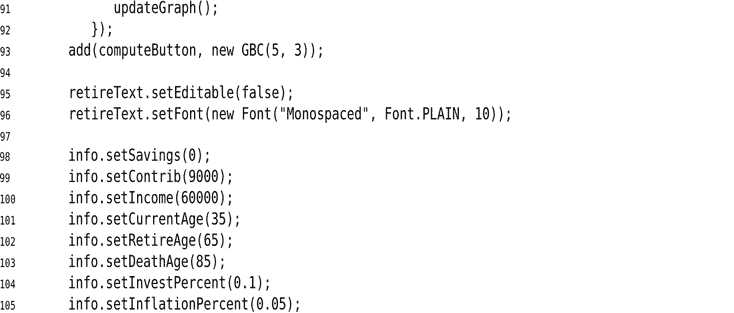 91 updateGraph();
92 });
93 add(computeButton, new GBC(5, 3));
94
95 retireText.setEditable(false);
96 retireText.setFont(new Font("Monospaced", Font.PLAIN, 10));
97
98 info.setSavings(0);
99 info.setContrib(9000);
100 info.setIncome(60000);
101 info.setCurrentAge(35);
102 info.setRetireAge(65);
103 info.setDeathAge(85);
104 info.setInvestPercent(0.1);
105 info.setInflationPercent(0.05);